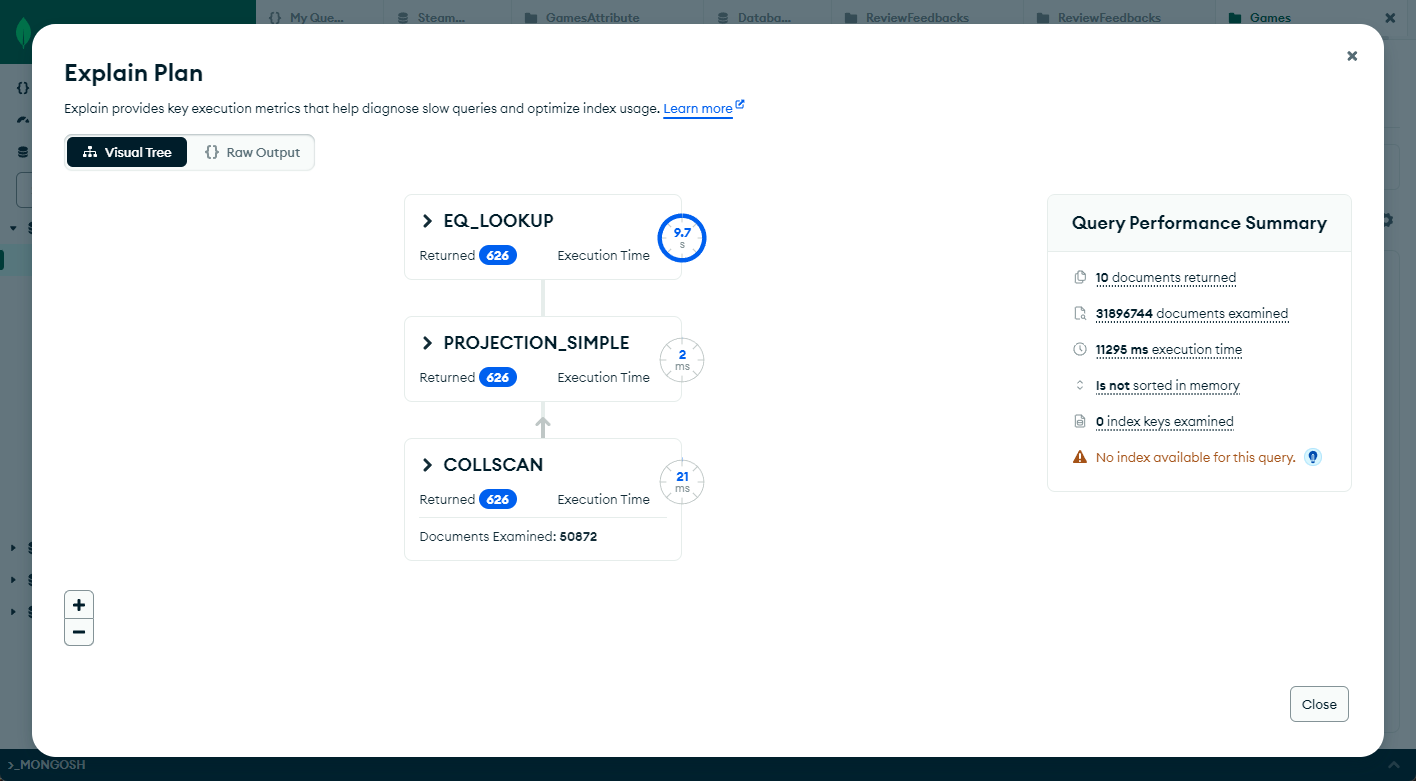 My Que...
Steam...
GamesAttribute
Databa...
ReviewFeedbacks
ReviewFeedbacks
Games
Explain Plan
Explain provides key execution metrics that help diagnose slow queries and optimize index usage. Learn more
Visual Tree
Raw Output
EQ_LOOKUP
Returned 626 Execution Time
9.7
s
PROJECTION_SIMPLE
Returned 626 Execution Time
2
ms
COLLSCAN
Returned 626 Execution Time
21
ms
Documents Examined: 50872
Query Performance Summary
10 documents returned
31896744 documents examined
11295 ms execution time
Is not sorted in memory
0 index keys examined
No index available for this query.
Close
>_MONGOSH